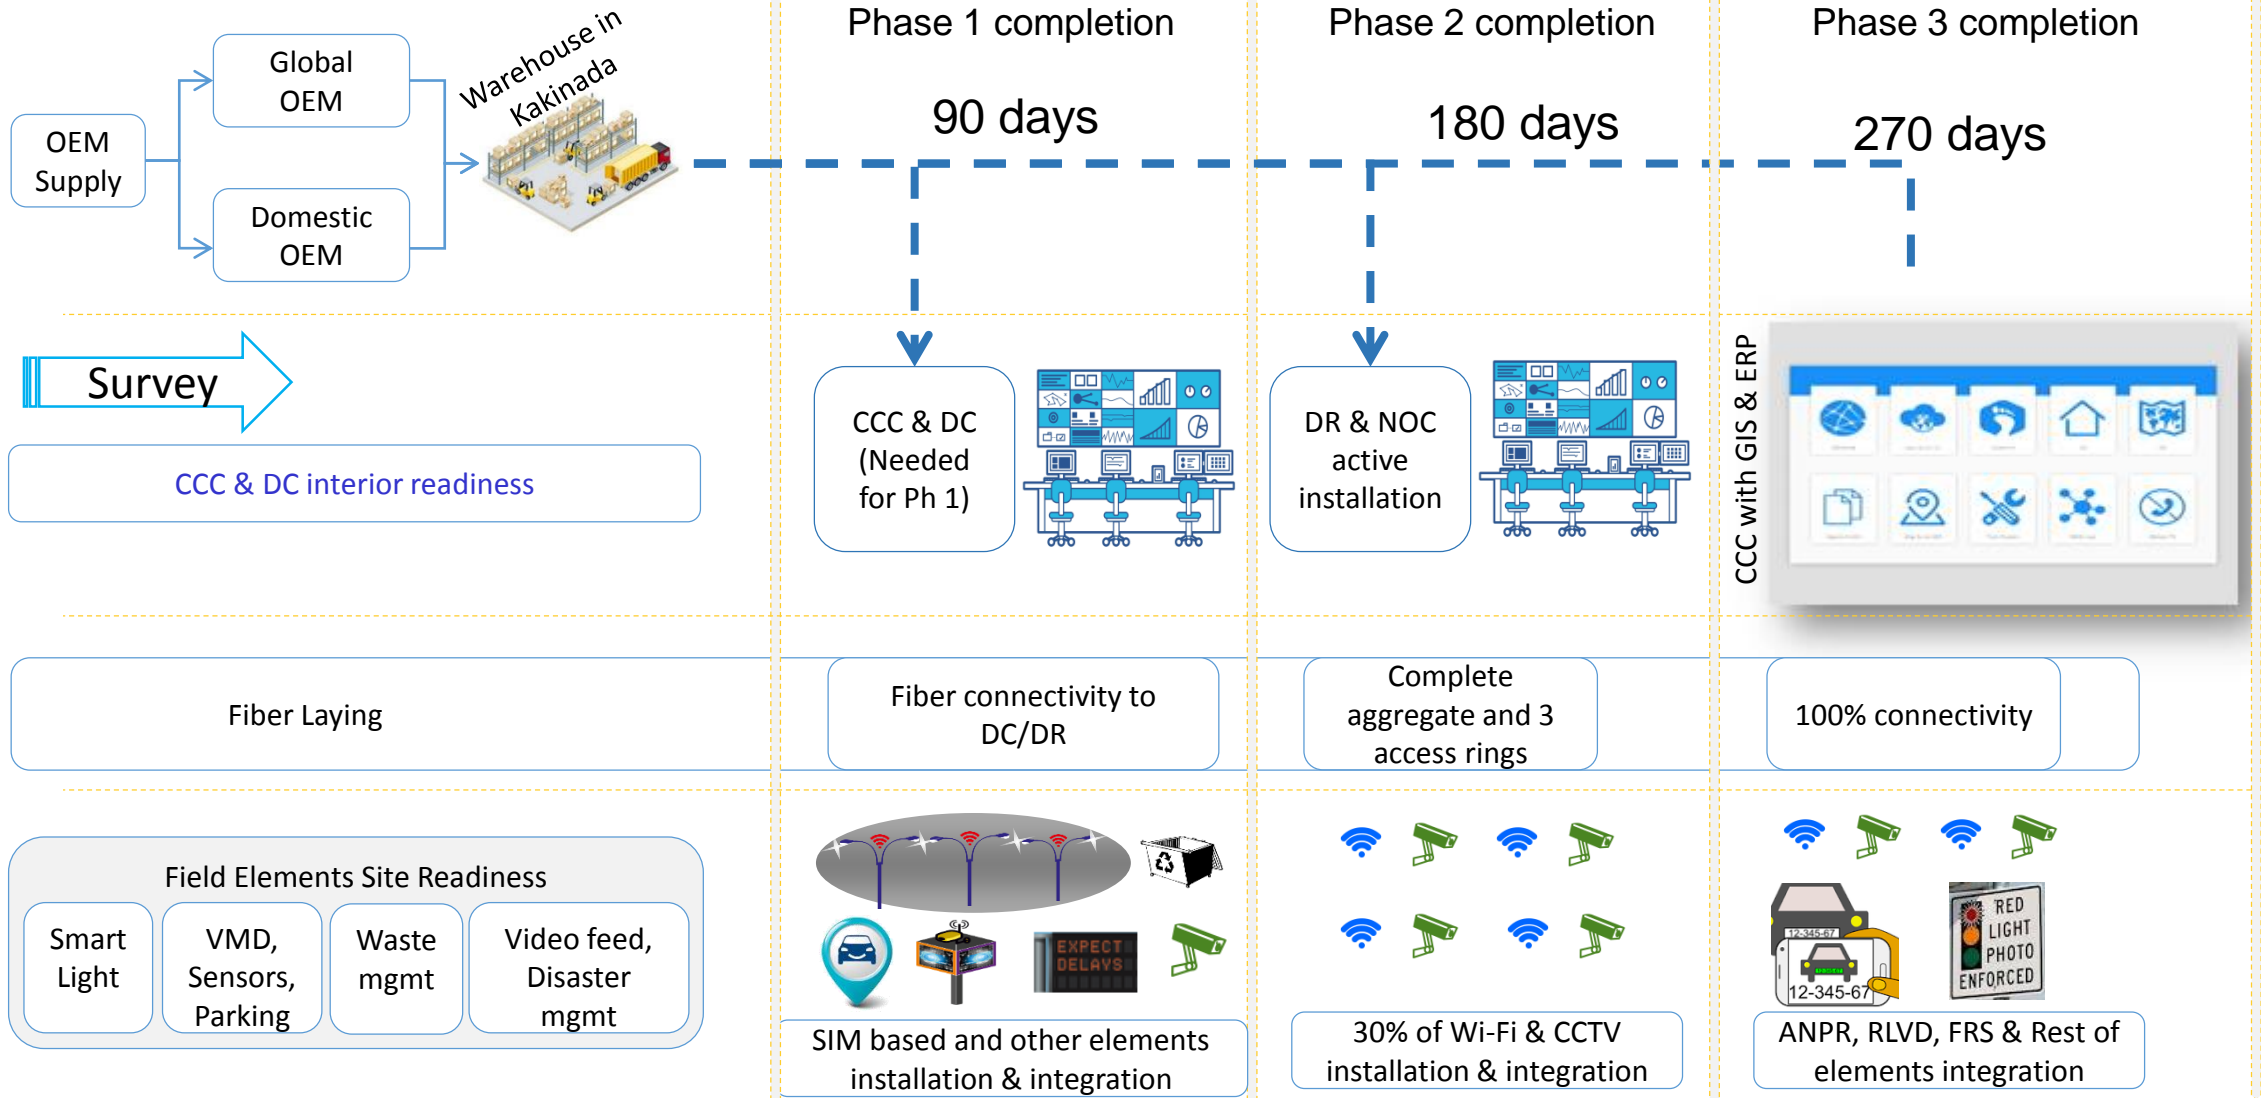 Phase 1 completion
Phase 2 completion
Phase 3 completion
90 days
180 days
270 days
OEM
Supply
Global
OEM
Domestic
OEM
Warehouse in
Kakinada
Survey
CCC & DC interior readiness
CCC & DC
(Needed
for Ph 1)
DR & NOC
active
installation
CCC with GIS & ERP
Fiber Laying
Fiber connectivity to
DC/DR
Complete
aggregate and 3
access rings
100% connectivity
Field Elements Site Readiness
Smart
Light
VMD,
Sensors,
Parking
Waste
mgmt
Video feed,
Disaster
mgmt
EXPECT
DELAYS
SIM based and other elements
installation & integration
30% of Wi-Fi & CCTV
installation & integration
12-345-67
12-345-67
RED
LIGHT
PHOTO
ENFORCED
ANPR, RLVD, FRS & Rest of
elements integration